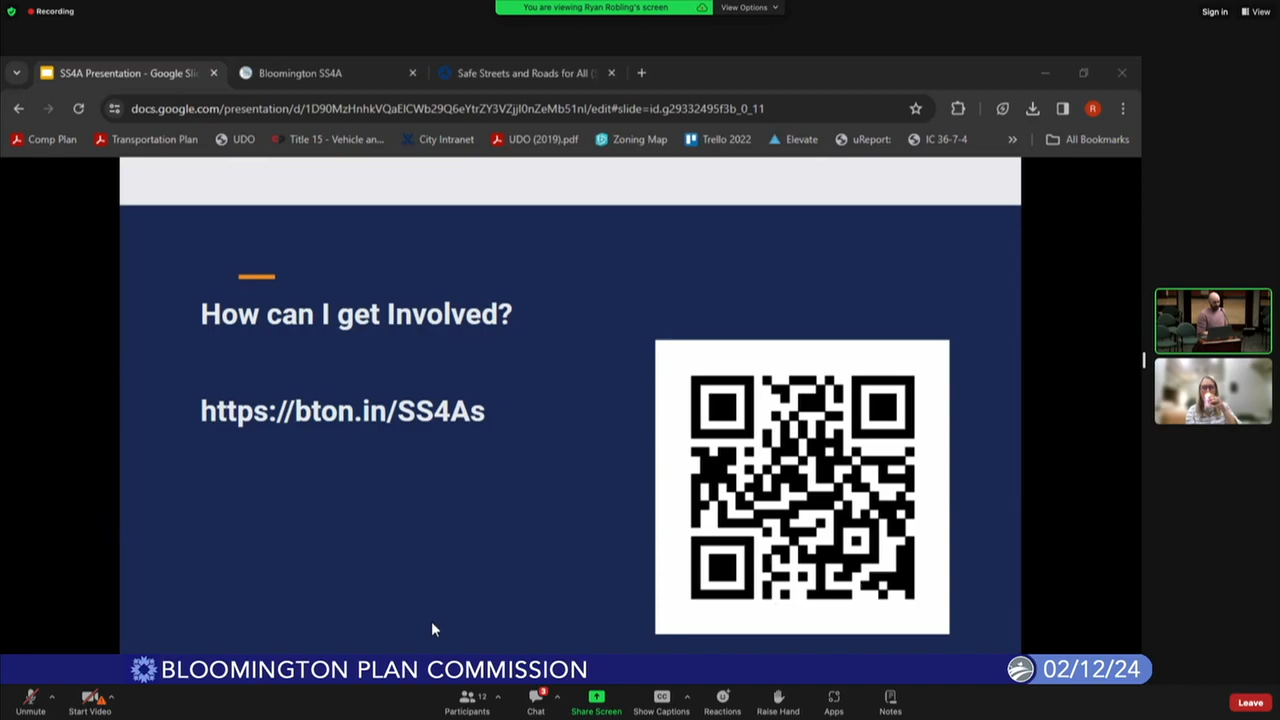 Recording
You are viewing Ryan Robling's screen
View Options
Sign in
View
SS4A Presentation - Google Sli
Bloomington SS4A
Safe Streets and Roads for All (
docs.google.com/presentation/d/1D90MzHnhkVQaElCWb29Q6eYtrZY3VZjjI0nZeMb51nI/edit#slide=id.g29332495f3b_0_11
R
Comp Plan
Transportation Plan
UDO
Title 15 - Vehicle an...
City Intranet
UDO (2019).pdf
Zoning Map
Trello 2022
Elevate
uReport:
IC 36-7-4
All Bookmarks
How can I get Involved?
https://bton.in/SS4As
BLOOMINGTON PLAN COMMISSION
02/12/24
Unmute
Start Video
12
Participants
3
Chat
Share Screen
CC
Show Captions
Reactions
Raise Hand
Apps
Notes
Leave